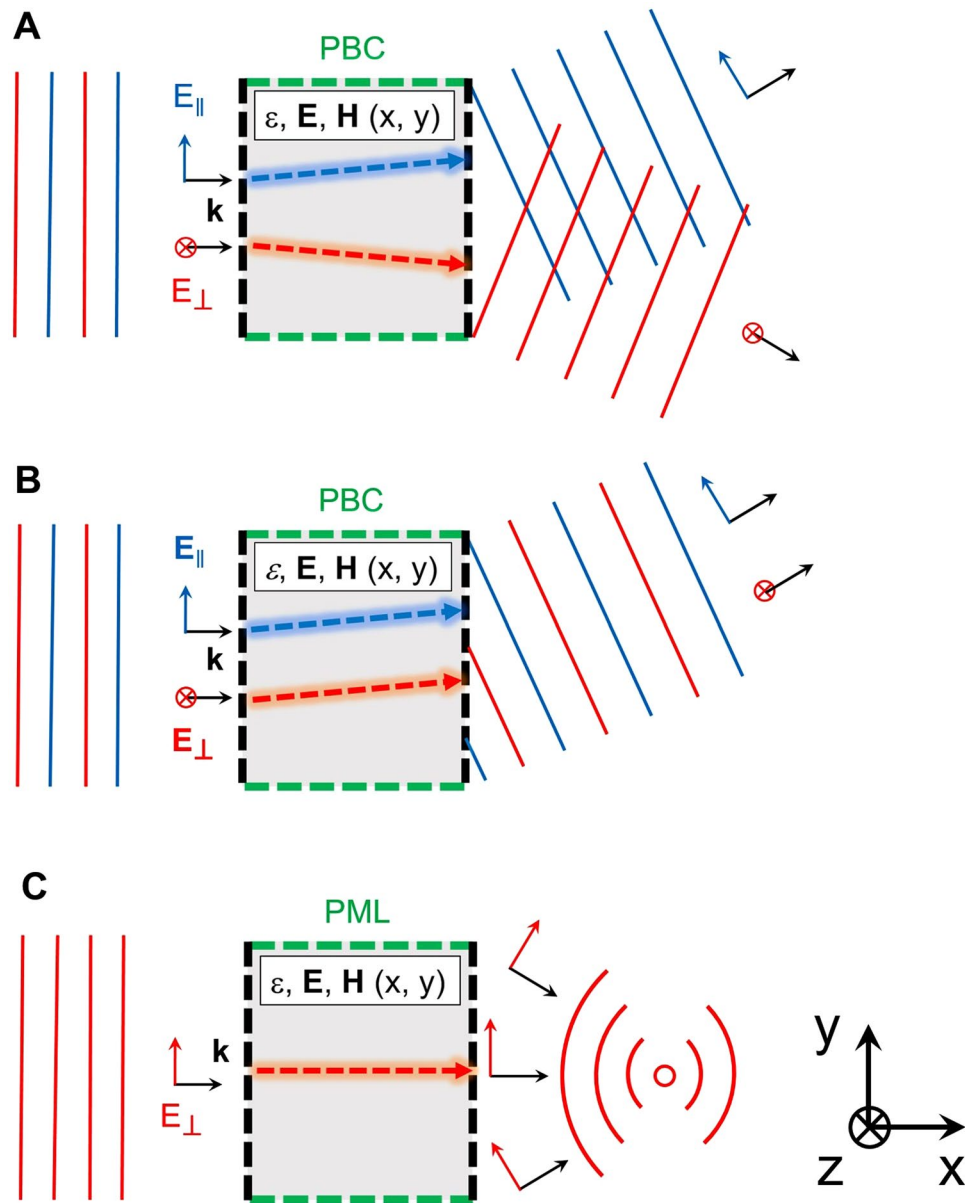 A
PBC
E∥
ε, E, H (x, y)
k
E⊥
B
PBC
E∥
ε, E, H (x, y)
k
E⊥
C
PML
ε, E, H (x, y)
k
E⊥
y
z
x